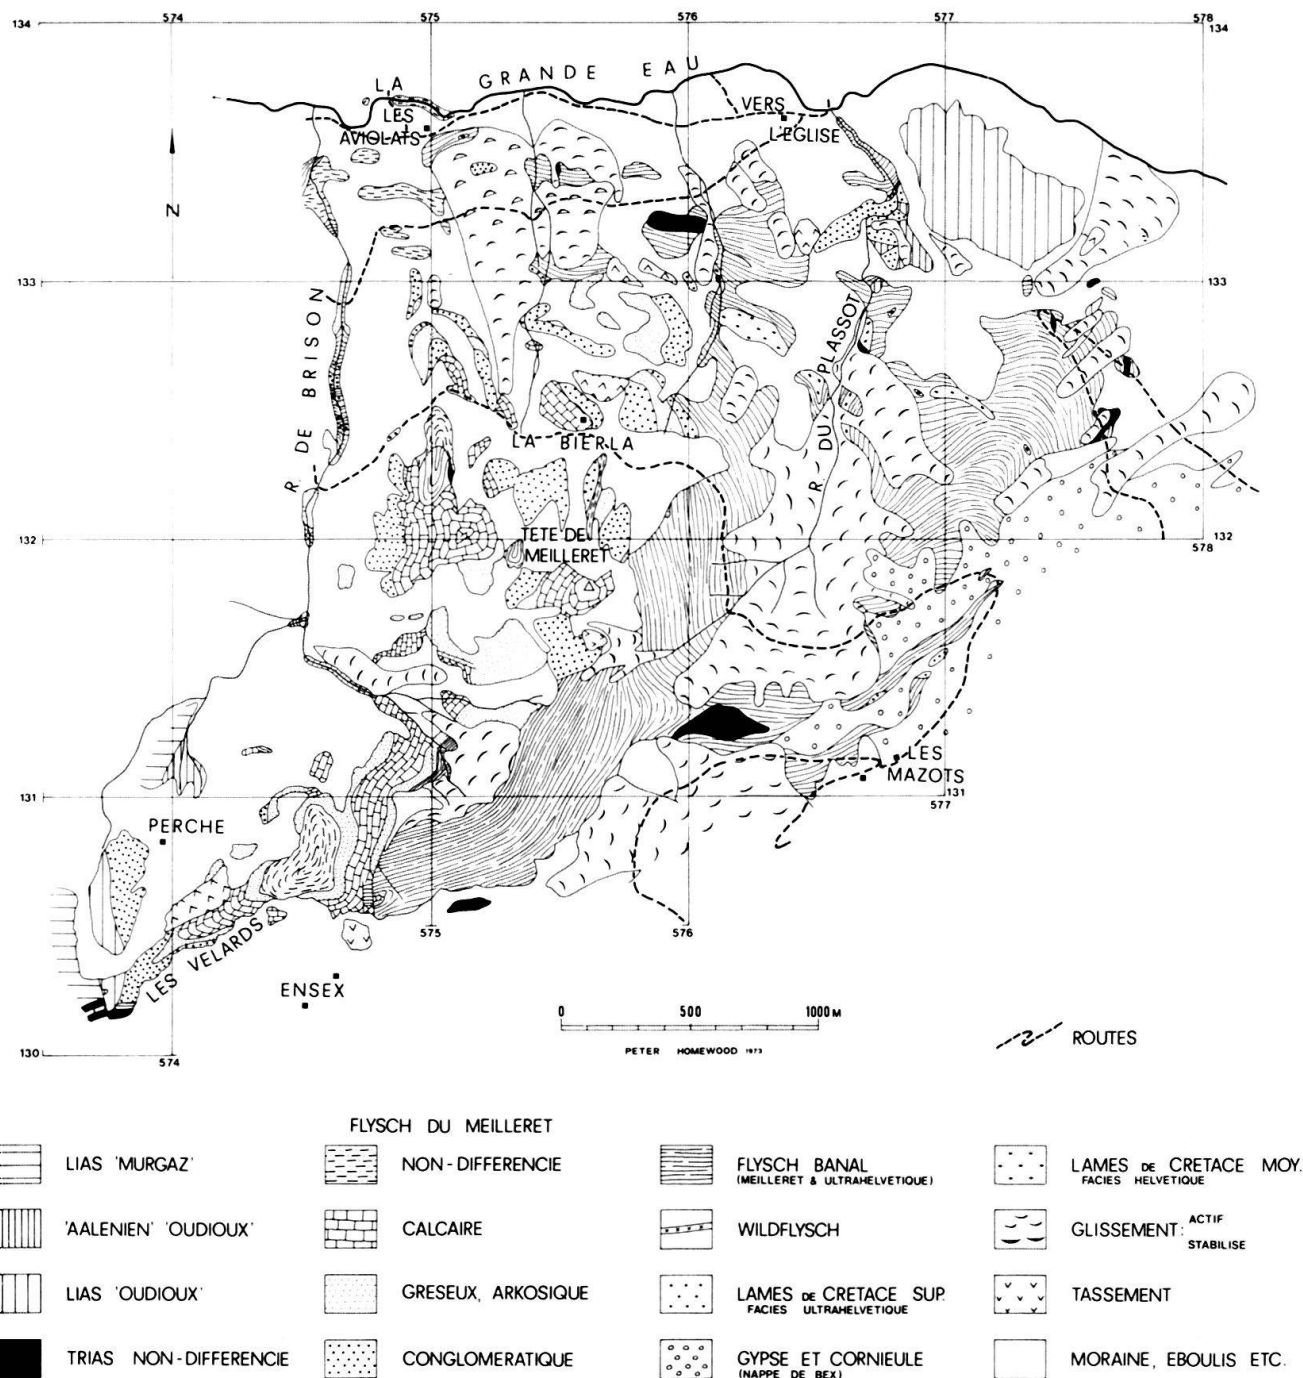 574 575 576 577 578
134 134
LA GRANDE EAU
LES AVIOLATS
VERS L'EGLISE
N
133 133
R. DE BRISON
R DU PLASSOT
LA BIERLA
TETE DE MEILLERET
132 132
578
LES MAZOTS
131 131
577
PERCHE
LES VELARDS
575 576
ENSEX
0 500 1000 M
PETER HOMEWOOD 1973
ROUTES
130
574
FLYSCH DU MEILLERET
LIAS 'MURGAZ'
'AALENIEN' 'OUDIOUX'
LIAS 'OUDIOUX'
TRIAS NON-DIFFERENCIE
NON-DIFFERENCIE
CALCAIRE
GRESEUX, ARKOSIQUE
CONGLOMERATIQUE
FLYSCH BANAL
(MEILLERET & ULTRAHELVETIQUE)
WILDFLYSCH
LAMES DE CRETACE SUP.
FACIES ULTRAHELVETIQUE
GYPSE ET CORNIEULE
(NAPPE DE BEX)
LAMES DE CRETACE MOY.
FACIES HELVETIQUE
GLISSEMENT: ACTIF
STABILISE
TASSEMENT
MORAINE, EBOULIS ETC.